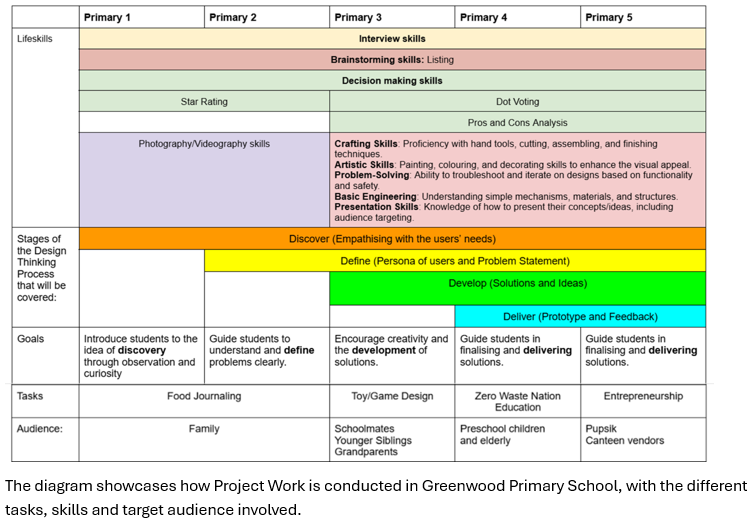 Primary 1 Primary 2 Primary 3 Primary 4 Primary 5
Lifeskills
Interview skills
Brainstorming skills: Listing
Decision making skills
Star Rating
Dot Voting
Pros and Cons Analysis
Photography/Videography skills
Crafting Skills: Proficiency with hand tools, cutting, assembling, and finishing
techniques.
Artistic Skills: Painting, colouring, and decorating skills to enhance the visual appeal.
Problem-Solving: Ability to troubleshoot and iterate on designs based on functionality
and safety.
Basic Engineering: Understanding simple mechanisms, materials, and structures.
Presentation Skills: Knowledge of how to present their concepts/ideas, including
audience targeting.
Stages of
the Design
Thinking
Process
that will be
covered:
Discover (Empathising with the users' needs)
Define (Persona of users and Problem Statement)
Develop (Solutions and Ideas)
Deliver (Prototype and Feedback)
Goals
Introduce students to the
idea of discovery
through observation and
curiosity
Guide students to
understand and define
problems clearly.
Encourage creativity and
the development of
solutions.
Guide students in
finalising and delivering
solutions.
Guide students in
finalising and delivering
solutions.
Tasks
Food Journaling
Toy/Game Design
Zero Waste Nation
Education
Entrepreneurship
Audience:
Family
Schoolmates
Younger Siblings
Grandparents
Preschool children
and elderly
Pupsik
Canteen vendors
The diagram showcases how Project Work is conducted in Greenwood Primary School, with the different
tasks, skills and target audience involved.